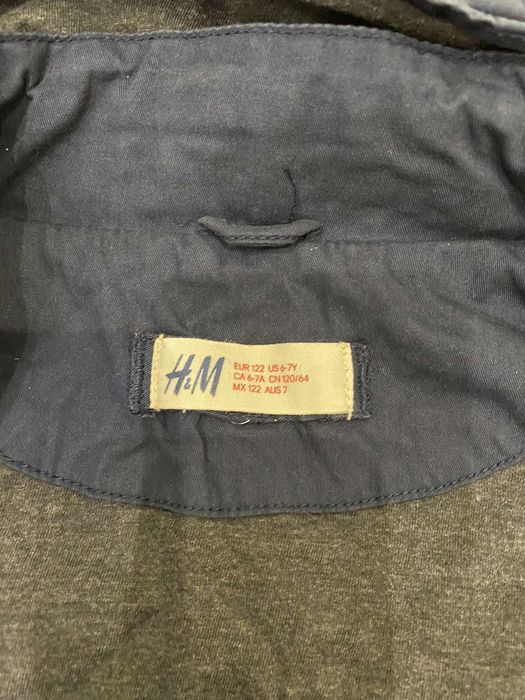 H&M
EUR 122 US 6-7Y
CA 6-7A CN 120/64
MX 122 AUS 7